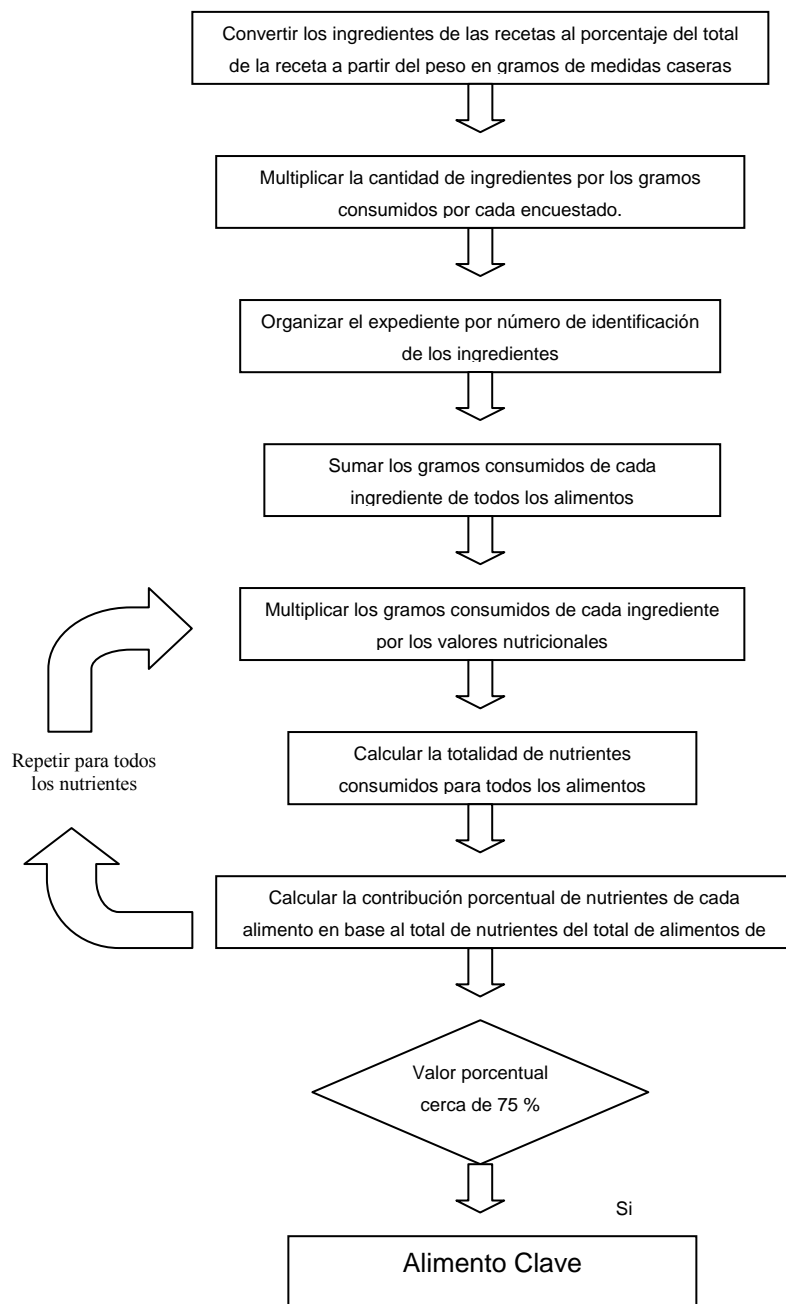 Convertir los ingredientes de las recetas al porcentaje del total
de la receta a partir del peso en gramos de medidas caseras
Multiplicar la cantidad de ingredientes por los gramos
consumidos por cada encuestado.
Organizar el expediente por número de identificación
de los ingredientes
Sumar los gramos consumidos de cada
ingrediente de todos los alimentos
Multiplicar los gramos consumidos de cada ingrediente
por los valores nutricionales
Repetir para todos
los nutrientes
Calcular la totalidad de nutrientes
consumidos para todos los alimentos
Calcular la contribución porcentual de nutrientes de cada
alimento en base al total de nutrientes del total de alimentos de
Valor porcentual
cerca de 75 %
Si
Alimento Clave